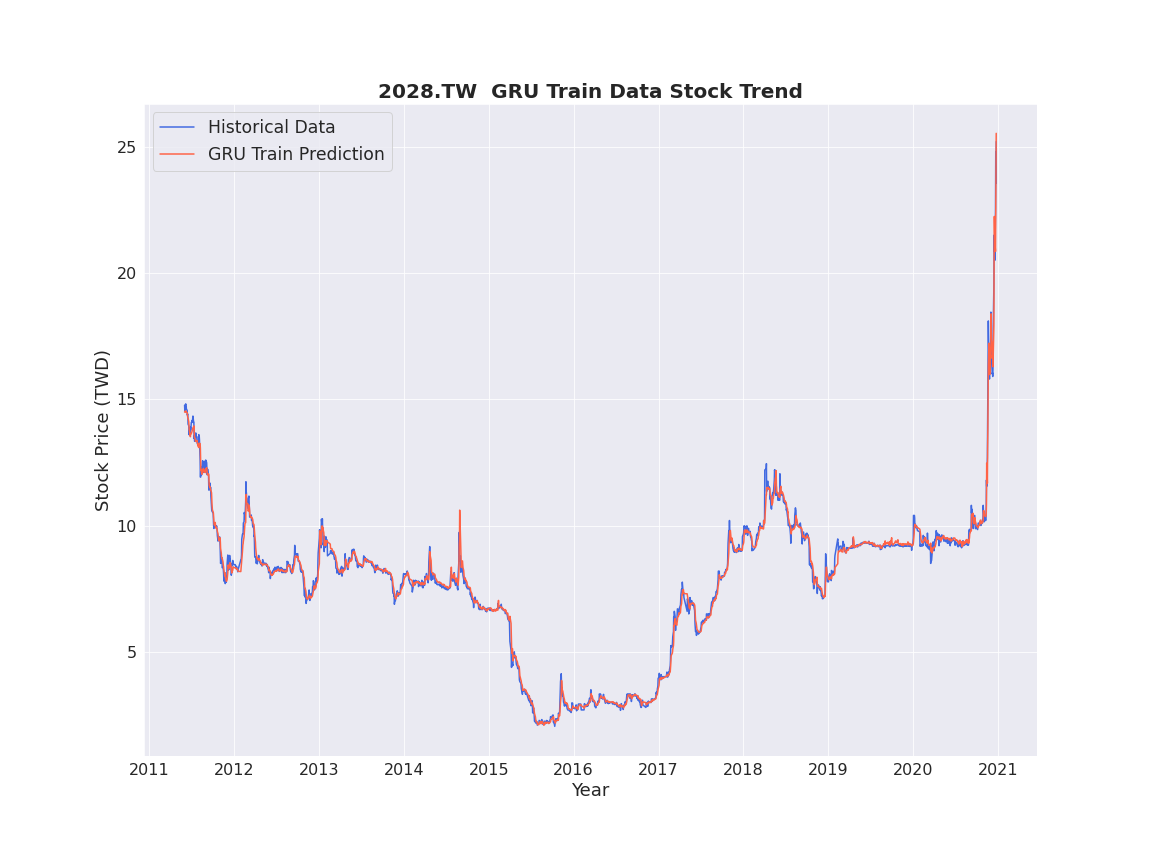 2028.TW  GRU Train Data Stock Trend
Historical Data
GRU Train Prediction
Stock Price (TWD)
25
20
15
10
5
2011 2012 2013 2014 2015 2016 2017 2018 2019 2020 2021
Year